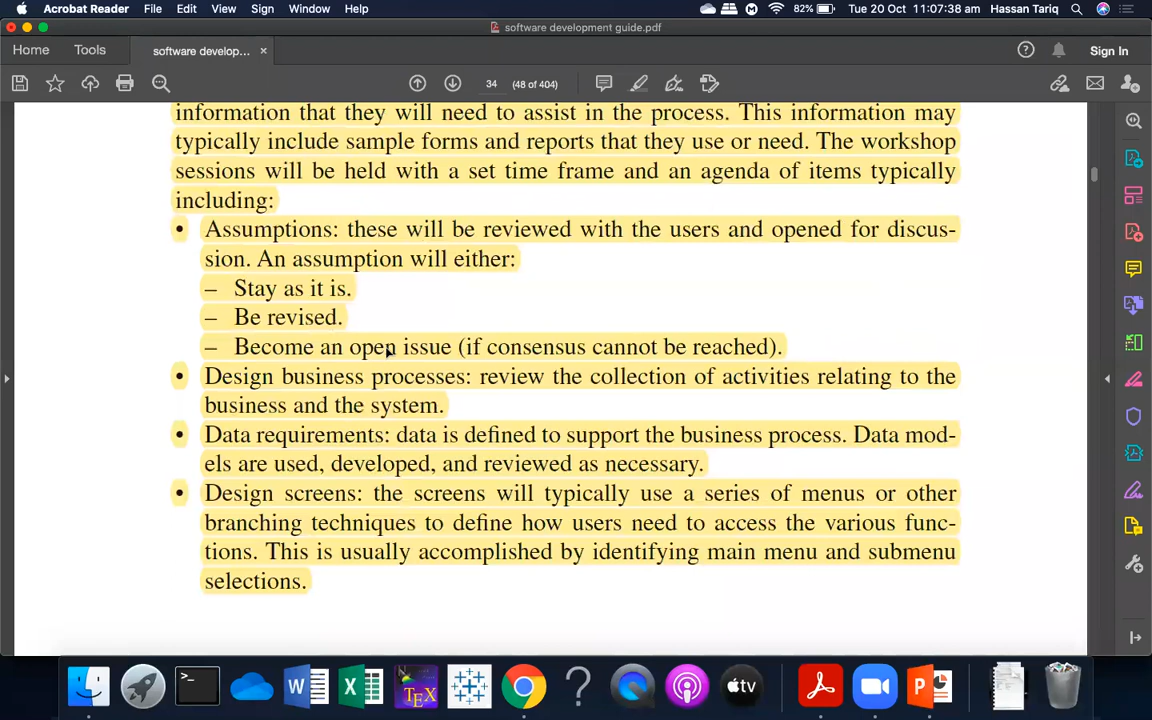 Acrobat Reader File Edit View Sign Window Help 82% Tue 20 Oct 11:07:38 am Hassan Tariq
software development guide.pdf
Home Tools software develop... × Sign In
34 (48 of 404)
information that they will need to assist in the process. This information may
typically include sample forms and reports that they use or need. The workshop
sessions will be held with a set time frame and an agenda of items typically
including:
• Assumptions: these will be reviewed with the users and opened for discus-
sion. An assumption will either:
– Stay as it is.
– Be revised.
– Become an open issue (if consensus cannot be reached).
• Design business processes: review the collection of activities relating to the
business and the system.
• Data requirements: data is defined to support the business process. Data mod-
els are used, developed, and reviewed as necessary.
• Design screens: the screens will typically use a series of menus or other
branching techniques to define how users need to access the various func-
tions. This is usually accomplished by identifying main menu and submenu
selections.
W X TEX ? tv P